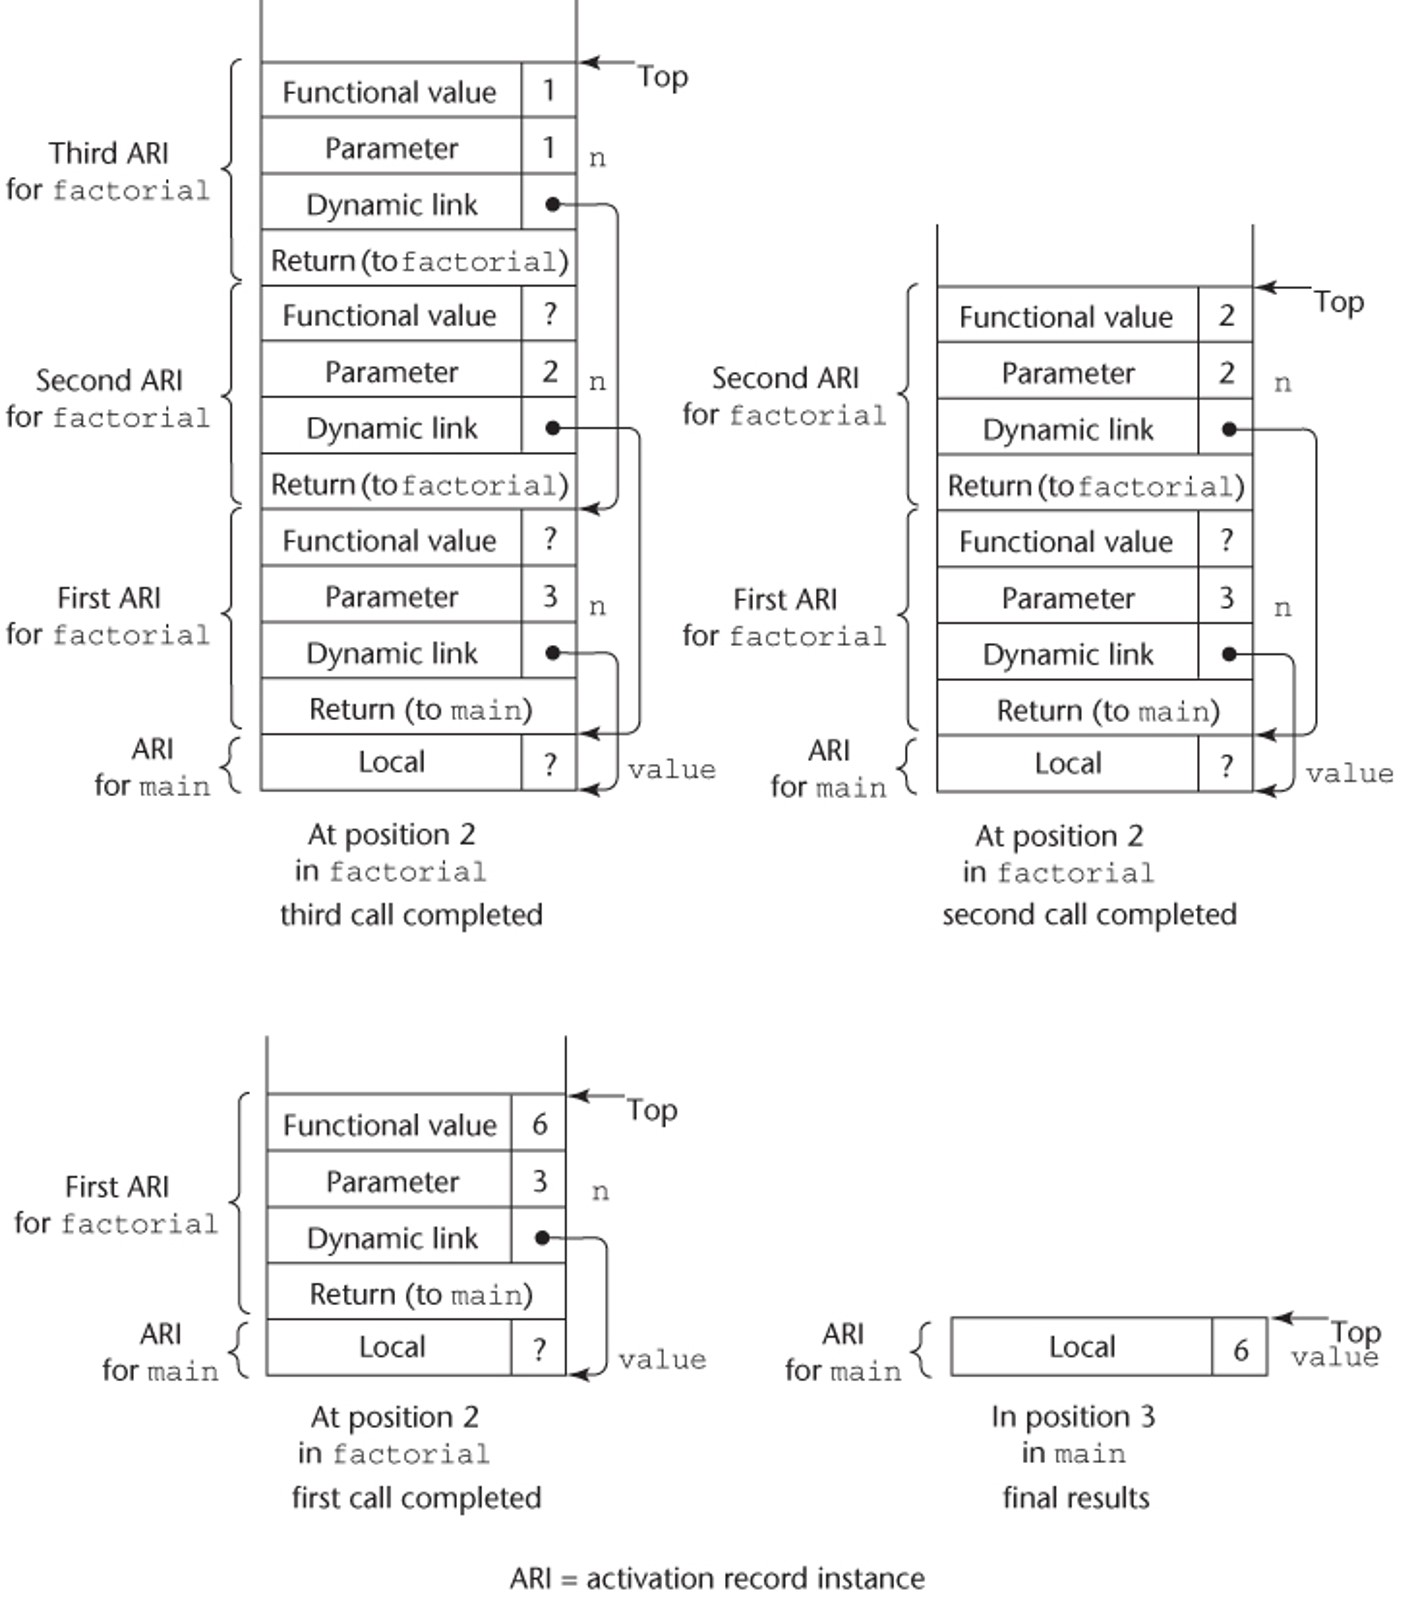 Top
Functional value 1
Third ARI
for factorial
Parameter 1 n
Dynamic link
Return (to factorial)
Functional value ?
Second ARI
for factorial
Parameter 2 n
Dynamic link
Return (to factorial)
Functional value ?
First ARI
for factorial
Parameter 3 n
Dynamic link
Return (to main)
ARI
for main
Local ? value
At position 2
in factorial
third call completed
Top
Functional value 2
Second ARI
for factorial
Parameter 2 n
Dynamic link
Return (to factorial)
Functional value ?
First ARI
for factorial
Parameter 3 n
Dynamic link
Return (to main)
ARI
for main
Local ? value
At position 2
in factorial
second call completed
Top
Functional value 6
First ARI
for factorial
Parameter 3 n
Dynamic link
Return (to main)
ARI
for main
Local ? value
At position 2
in factorial
first call completed
Top
ARI
for main
Local 6 value
In position 3
in main
final results
ARI = activation record instance